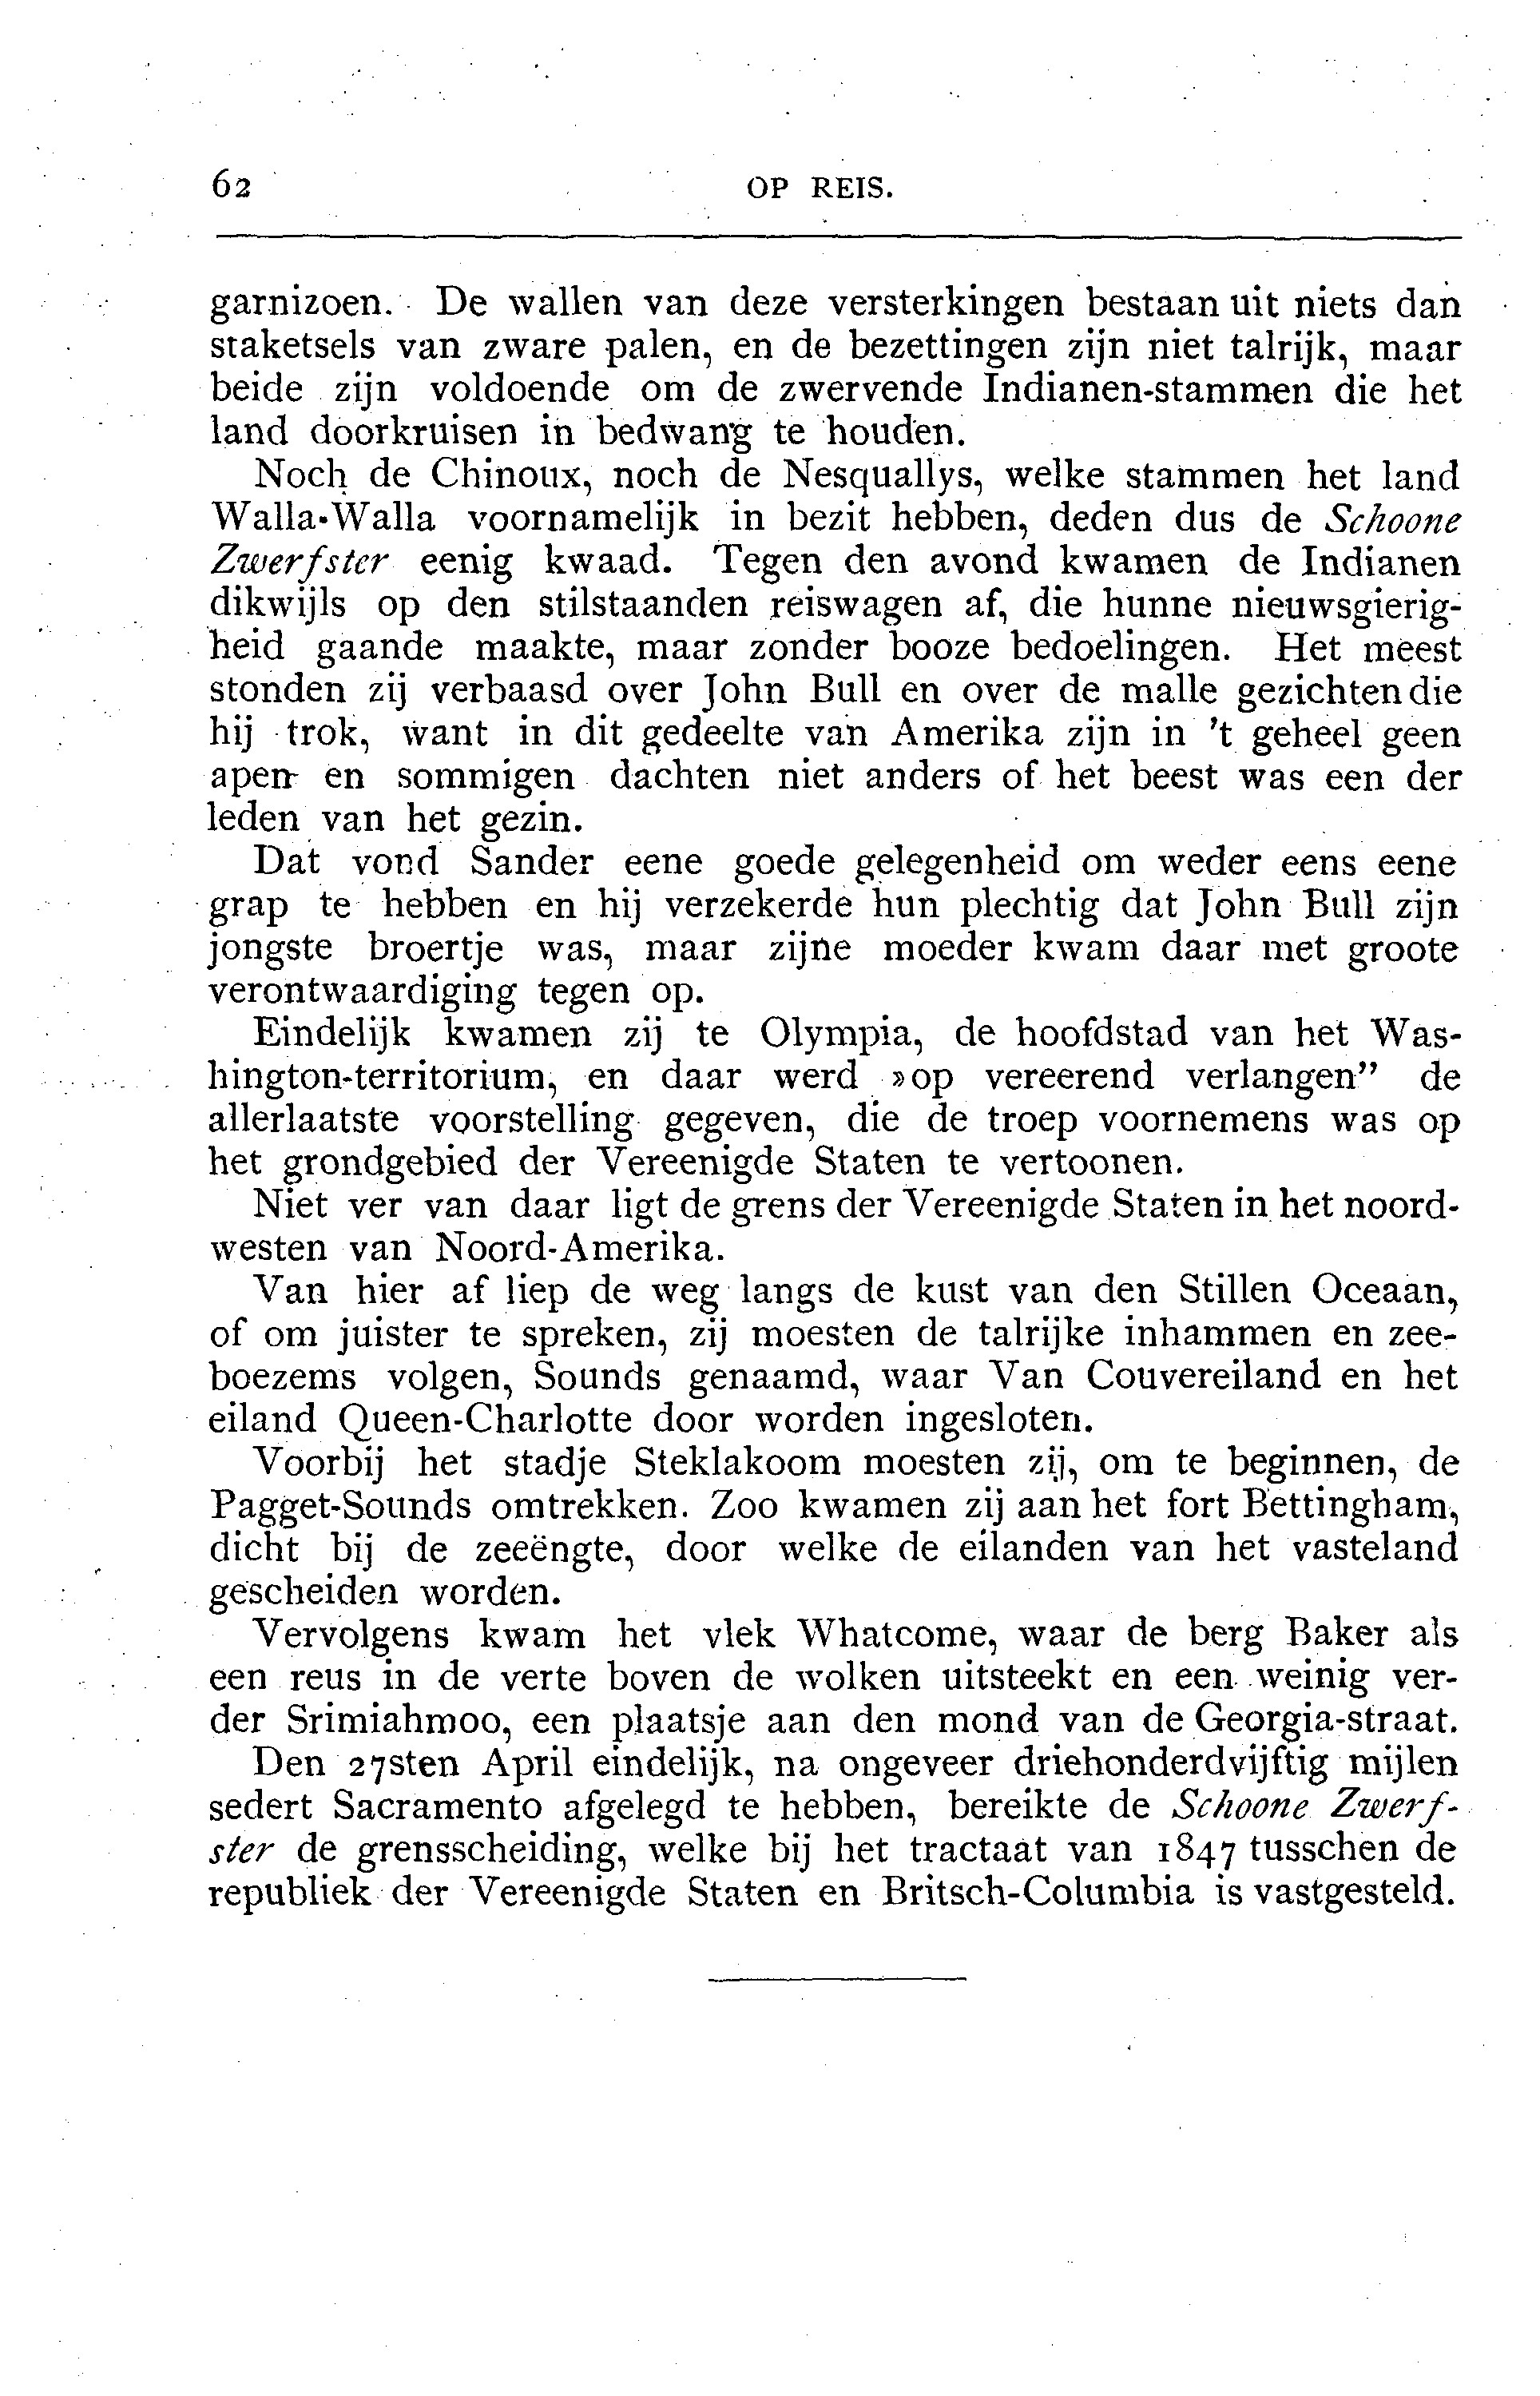 62
OP REIS.
garnizoen. De wallen van deze versterkingen bestaan uit niets dan
staketsels van zware palen, en de bezettingen zijn niet talrijk, maar
beide zijn voldoende om de zwervende Indianen-stammen die het
land doorkruisen in bedwang te houden.
Noch de Chinoux, noch de Nesquallys, welke stammen het land
Walla-Walla voornamelijk in bezit hebben, deden dus de Schoone
Zwerfster eenig kwaad. Tegen den avond kwamen de Indianen
dikwijls op den stilstaanden reiswagen af, die hunne nieuwsgierig-
heid gaande maakte, maar zonder booze bedoelingen. Het meest
stonden zij verbaasd over John Bull en over de malle gezichten die
hij trok, want in dit gedeelte van Amerika zijn in 't geheel geen
apen en sommigen dachten niet anders of het beest was een der
leden van het gezin.
Dat vond Sander eene goede gelegenheid om weder eens eene
grap te hebben en hij verzekerde hun plechtig dat John Bull zijn
jongste broertje was, maar zijne moeder kwam daar met groote
verontwaardiging tegen op.
Eindelijk kwamen zij te Olympia, de hoofdstad van het Was-
hington-territorium, en daar werd »op vereerend verlangen” de
allerlaatste voorstelling gegeven, die de troep voornemens was op
het grondgebied der Vereenigde Staten te vertoonen.
Niet ver van daar ligt de grens der Vereenigde Staten in het noord-
westen van Noord-Amerika.
Van hier af liep de weg langs de kust van den Stillen Oceaan,
of om juister te spreken, zij moesten de talrijke inhammen en zee-
boezems volgen, Sounds genaamd, waar Van Couvereiland en het
eiland Queen-Charlotte door worden ingesloten.
Voorbij het stadje Steklakoom moesten zij, om te beginnen, de
Pagget-Sounds omtrekken. Zoo kwamen zij aan het fort Bettingham,
dicht bij de zeeëngte, door welke de eilanden van het vasteland
gescheiden worden.
Vervolgens kwam het vlek Whatcome, waar de berg Baker als
een reus in de verte boven de wolken uitsteekt en een weinig ver-
der Srimiahmoo, een plaatsje aan den mond van de Georgia-straat.
Den 27sten April eindelijk, na ongeveer driehonderdvijftig mijlen
sedert Sacramento afgelegd te hebben, bereikte de Schoone Zwerf-
ster de grensscheiding, welke bij het tractaat van 1847 tusschen de
republiek der Vereenigde Staten en Britsch-Columbia is vastgesteld.